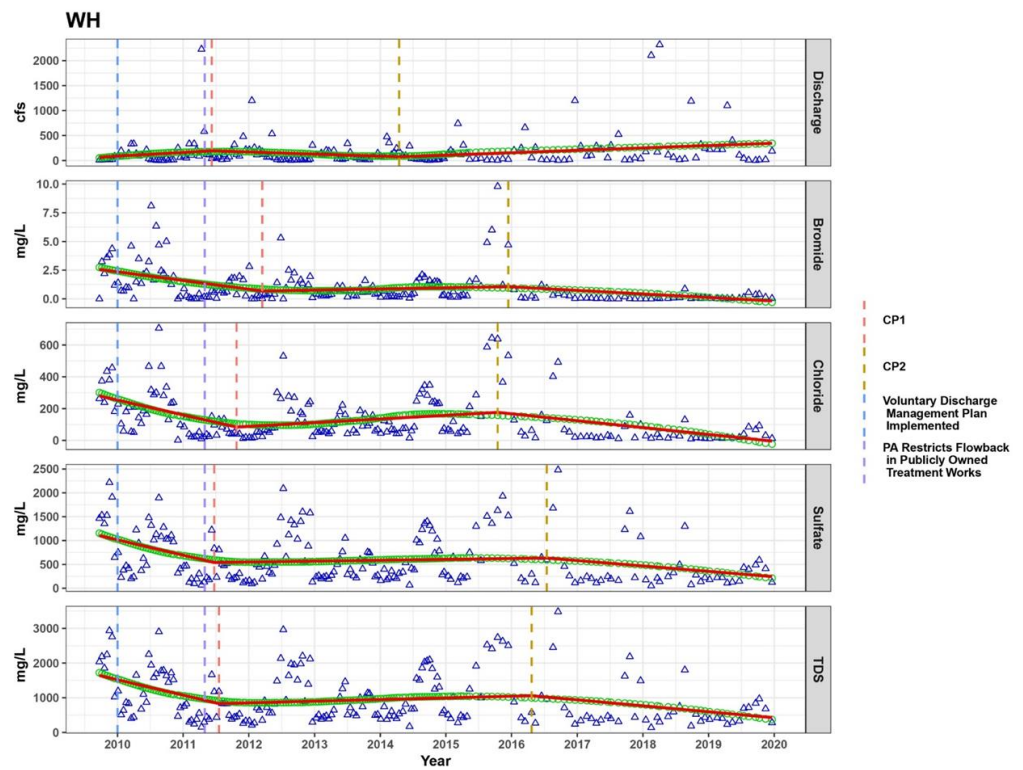 WH
2000
1500
1000
500
0
cfs
Discharge
10.0
7.5
5.0
2.5
0.0
mg/L
Bromide
600
400
200
0
mg/L
Chloride
2500
2000
1500
1000
500
0
mg/L
Sulfate
3000
2000
1000
0
mg/L
TDS
2010 2011 2012 2013 2014 2015 2016 2017 2018 2019 2020
Year
CP1
CP2
Voluntary Discharge
Management Plan
Implemented
PA Restricts Flowback
in Publicly Owned
Treatment Works